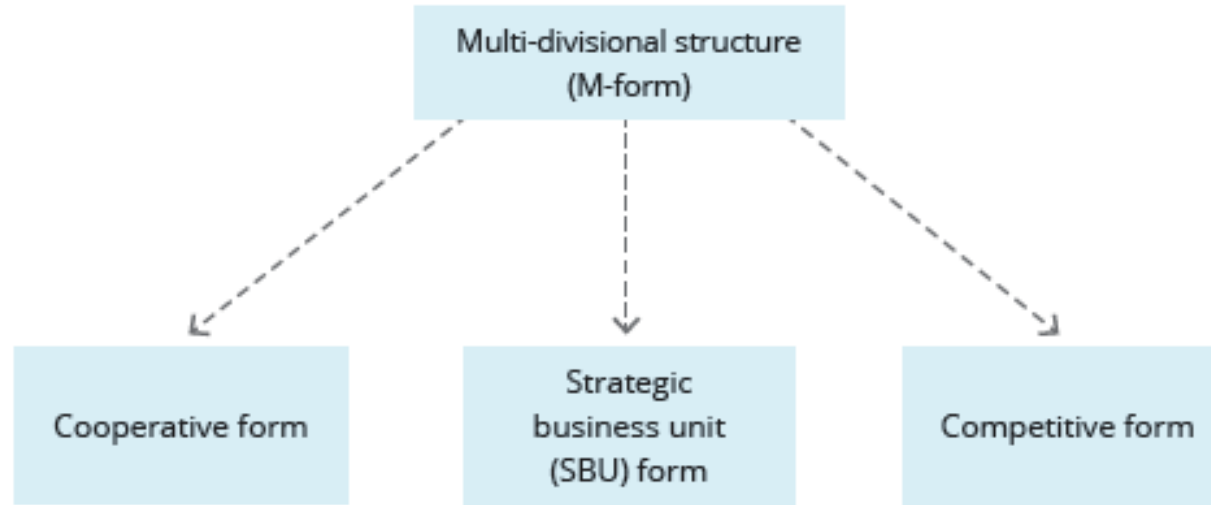 Multi-divisional structure
(M-form)
Cooperative form
Strategic
business unit
(SBU) form
Competitive form